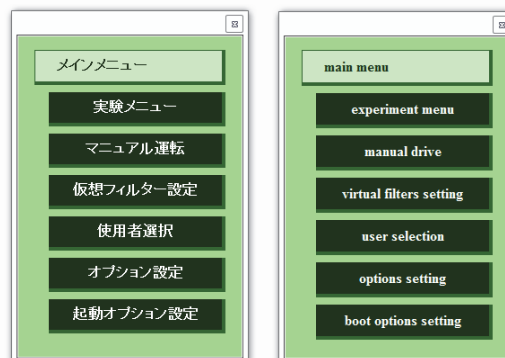 メインメニュー
実験メニュー
マニュアル運転
仮想フィルター設定
使用者選択
オプション設定
起動オプション設定
main menu
experiment menu
manual drive
virtual filters setting
user selection
options setting
boot options setting